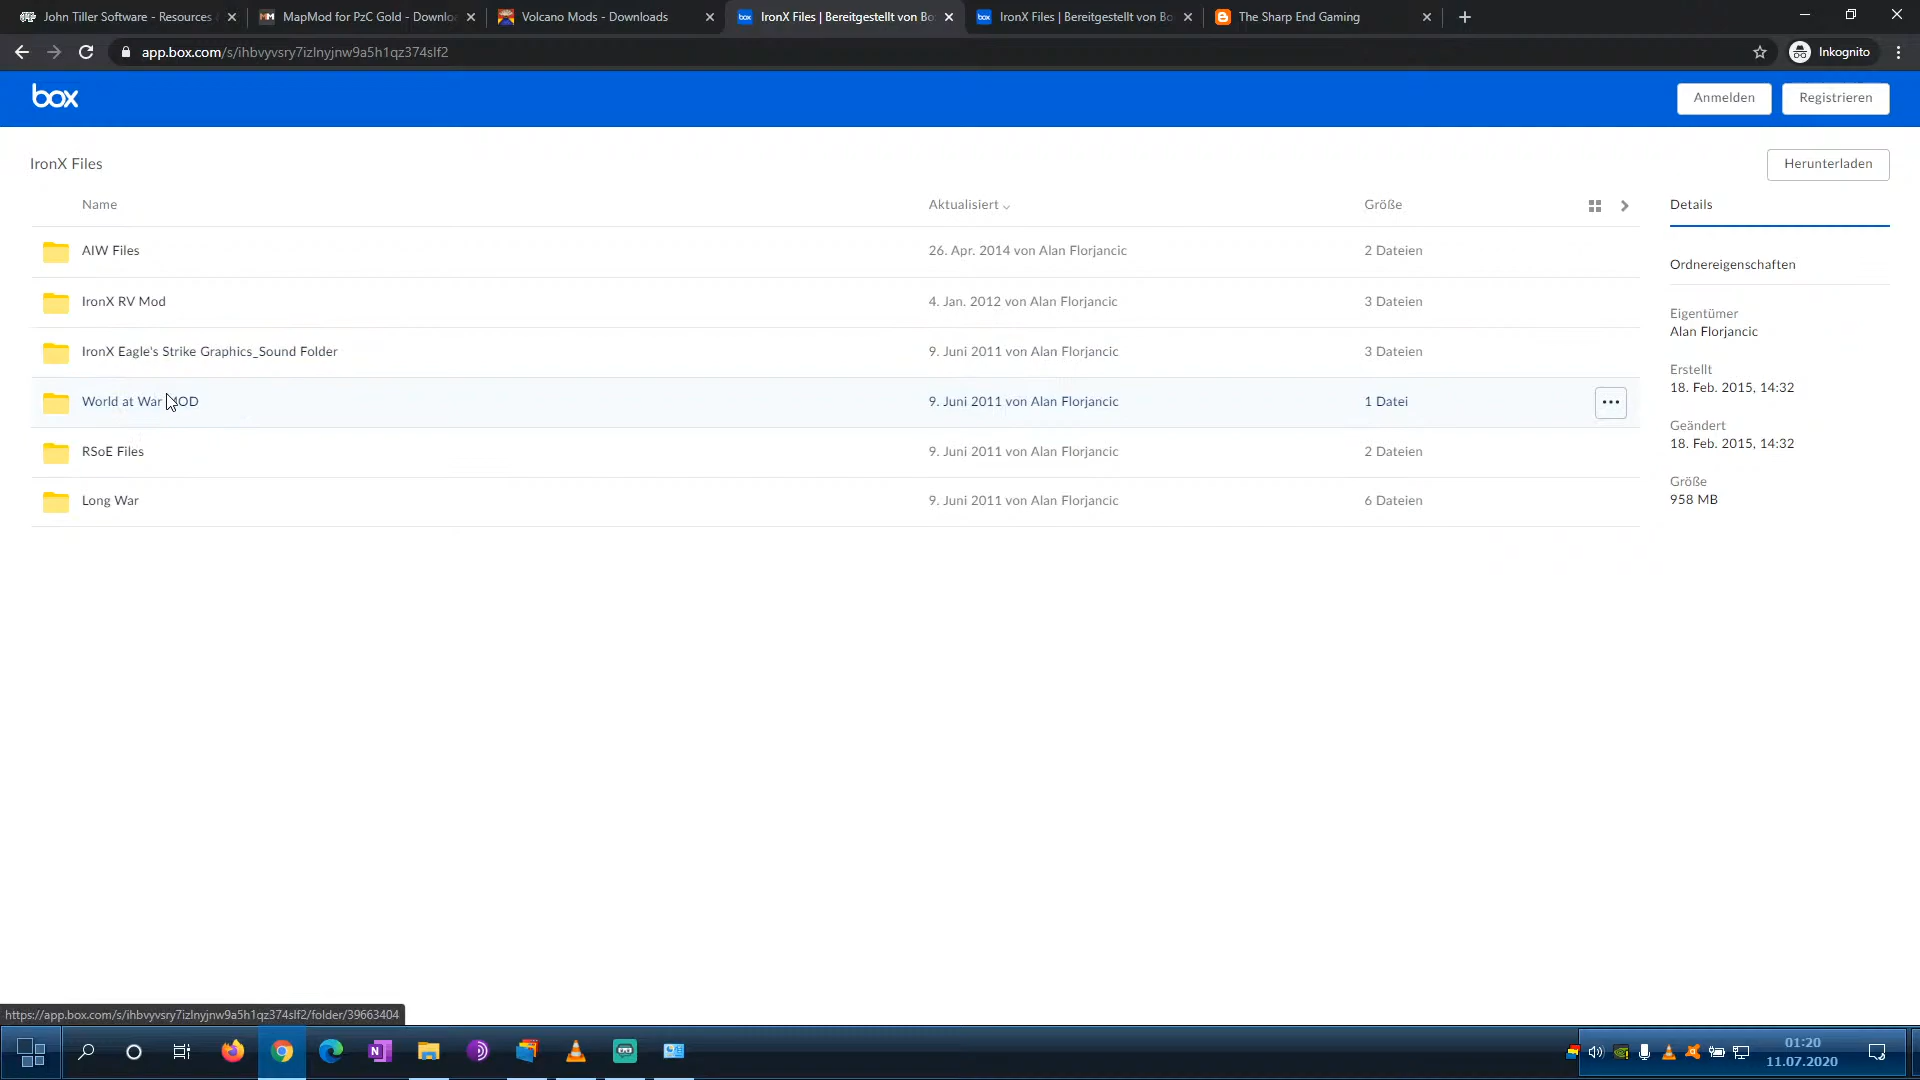 John Tiller Software - Resources
MapMod for PzC Gold - Downlo
Volcano Mods - Downloads
IronX Files | Bereitgestellt von Bo
IronX Files | Bereitgestellt von Bo
The Sharp End Gaming
app.box.com/s/ihbvyvsry7izlnyjnw9a5h1qz374slf2
Inkognito
box
Anmelden
Registrieren
IronX Files
Herunterladen
Name
Aktualisiert
Größe
Details
AIW Files
26. Apr. 2014 von Alan Florjancic
2 Dateien
Ordnereigenschaften
IronX RV Mod
4. Jan. 2012 von Alan Florjancic
3 Dateien
Eigentümer
Alan Florjancic
IronX Eagle's Strike Graphics_Sound Folder
9. Juni 2011 von Alan Florjancic
3 Dateien
Erstellt
18. Feb. 2015, 14:32
World at War MOD
9. Juni 2011 von Alan Florjancic
1 Datei
Geändert
18. Feb. 2015, 14:32
RSoE Files
9. Juni 2011 von Alan Florjancic
2 Dateien
Größe
958 MB
Long War
9. Juni 2011 von Alan Florjancic
6 Dateien
https://app.box.com/s/ihbvyvsry7izlnyjnw9a5h1qz374slf2/folder/39663404
01:20
11.07.2020